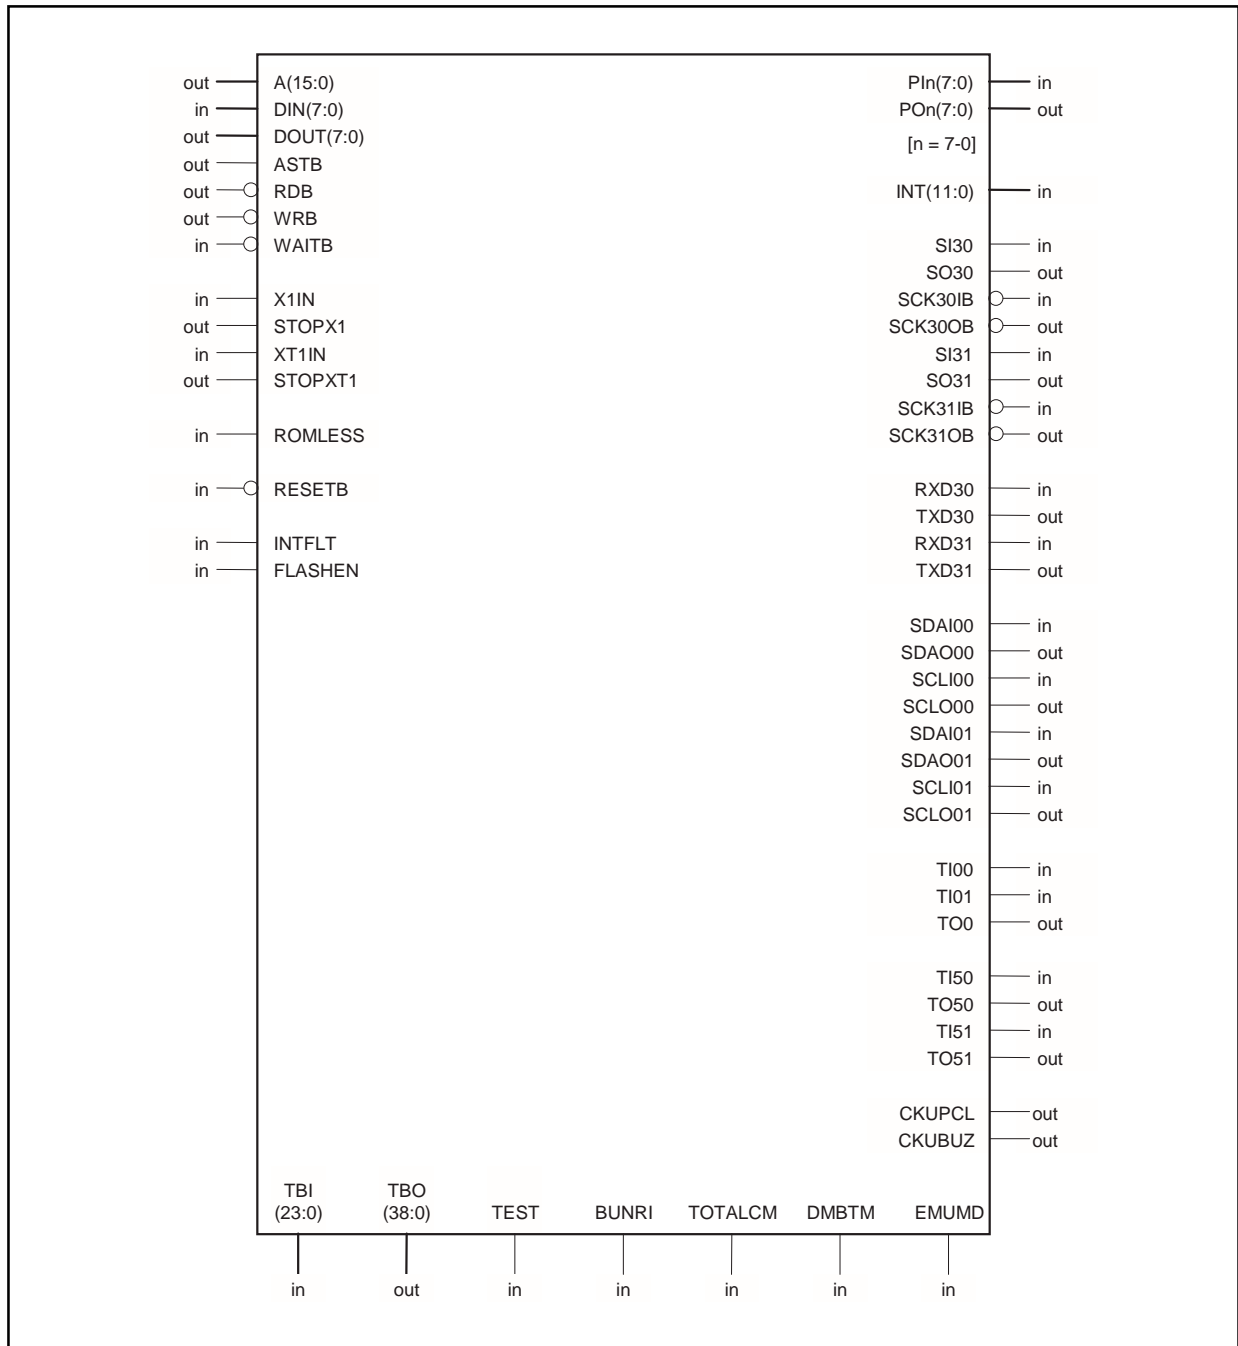 out A(15:0)
in DIN(7:0)
out DOUT(7:0)
out ASTB
out RDB
out WRB
in WAITB
in X1IN
out STOPX1
in XT1IN
out STOPXT1
in ROMLESS
in RESETB
in INTFLT
in FLASHEN
PIn(7:0) in
POn(7:0) out
[n = 7-0]
INT(11:0) in
SI30 in
SO30 out
SCK30IB in
SCK30OB out
SI31 in
SO31 out
SCK31IB in
SCK31OB out
RXD30 in
TXD30 out
RXD31 in
TXD31 out
SDAI00 in
SDAO00 out
SCLI00 in
SCLO00 out
SDAI01 in
SDAO01 out
SCLI01 in
SCLO01 out
TI00 in
TI01 in
TO0 out
TI50 in
TO50 out
TI51 in
TO51 out
CKUPCL out
CKUBUZ out
TBI TBO
(23:0) (38:0) TEST BUNRI TOTALCM DMBTM EMUMD
in out in in in in in